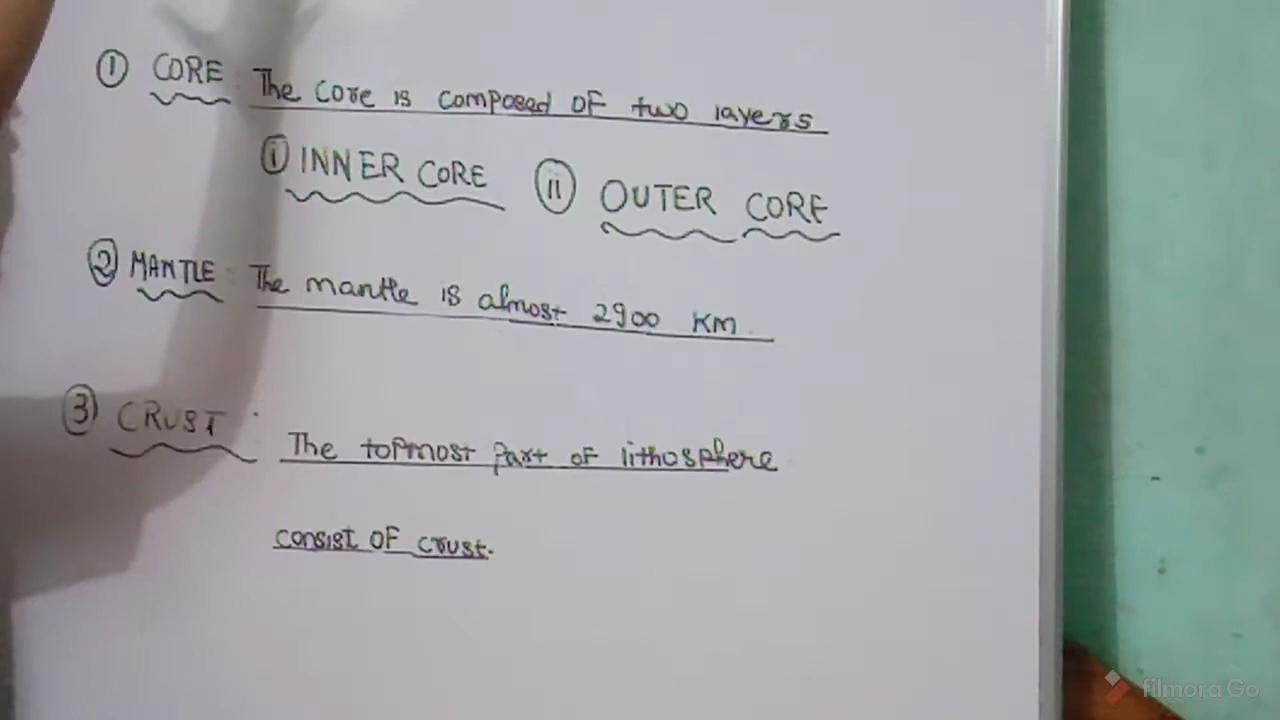 ① CORE : The core is composed of two layers
ⓘ INNER CORE ⓘⓘ OUTER CORE
② MANTLE : The mantle is almost 2900 KM.
③ CRUST : The topmost part of lithosphere
consist of crust.
filmora Go